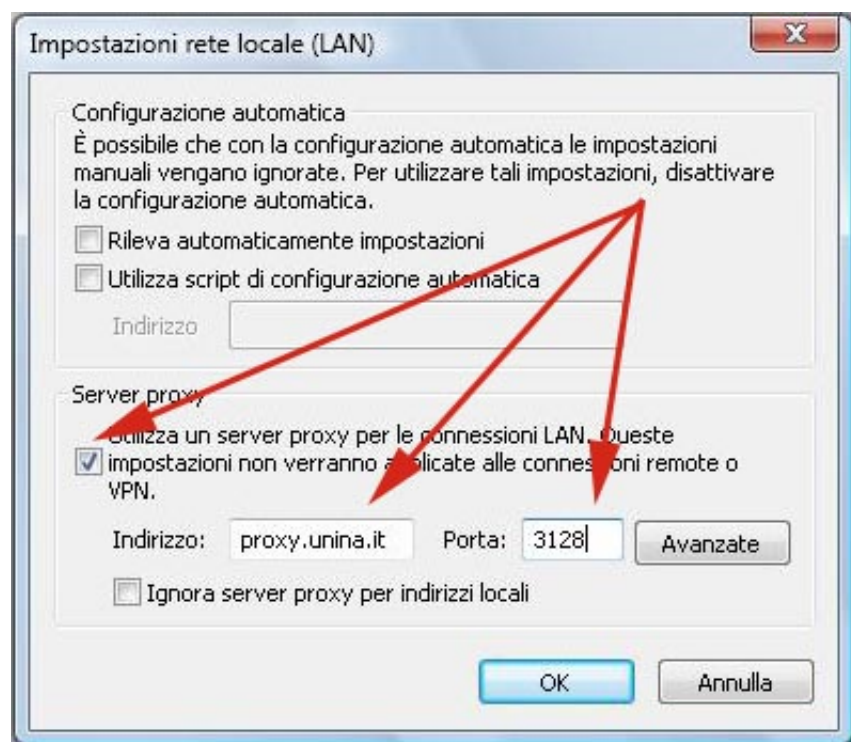 Impostazioni rete locale (LAN)
Configurazione automatica
È possibile che con la configurazione automatica le impostazioni
manuali vengano ignorate. Per utilizzare tali impostazioni, disattivare
la configurazione automatica.
Rileva automaticamente impostazioni
Utilizza script di configurazione automatica
Indirizzo
Server proxy
Utilizza un server proxy per le connessioni LAN. Queste
impostazioni non verranno applicate alle connessioni remote o
VPN.
Indirizzo: proxy.unina.it Porta: 3128 Avanzate
Ignora server proxy per indirizzi locali
OK Annulla